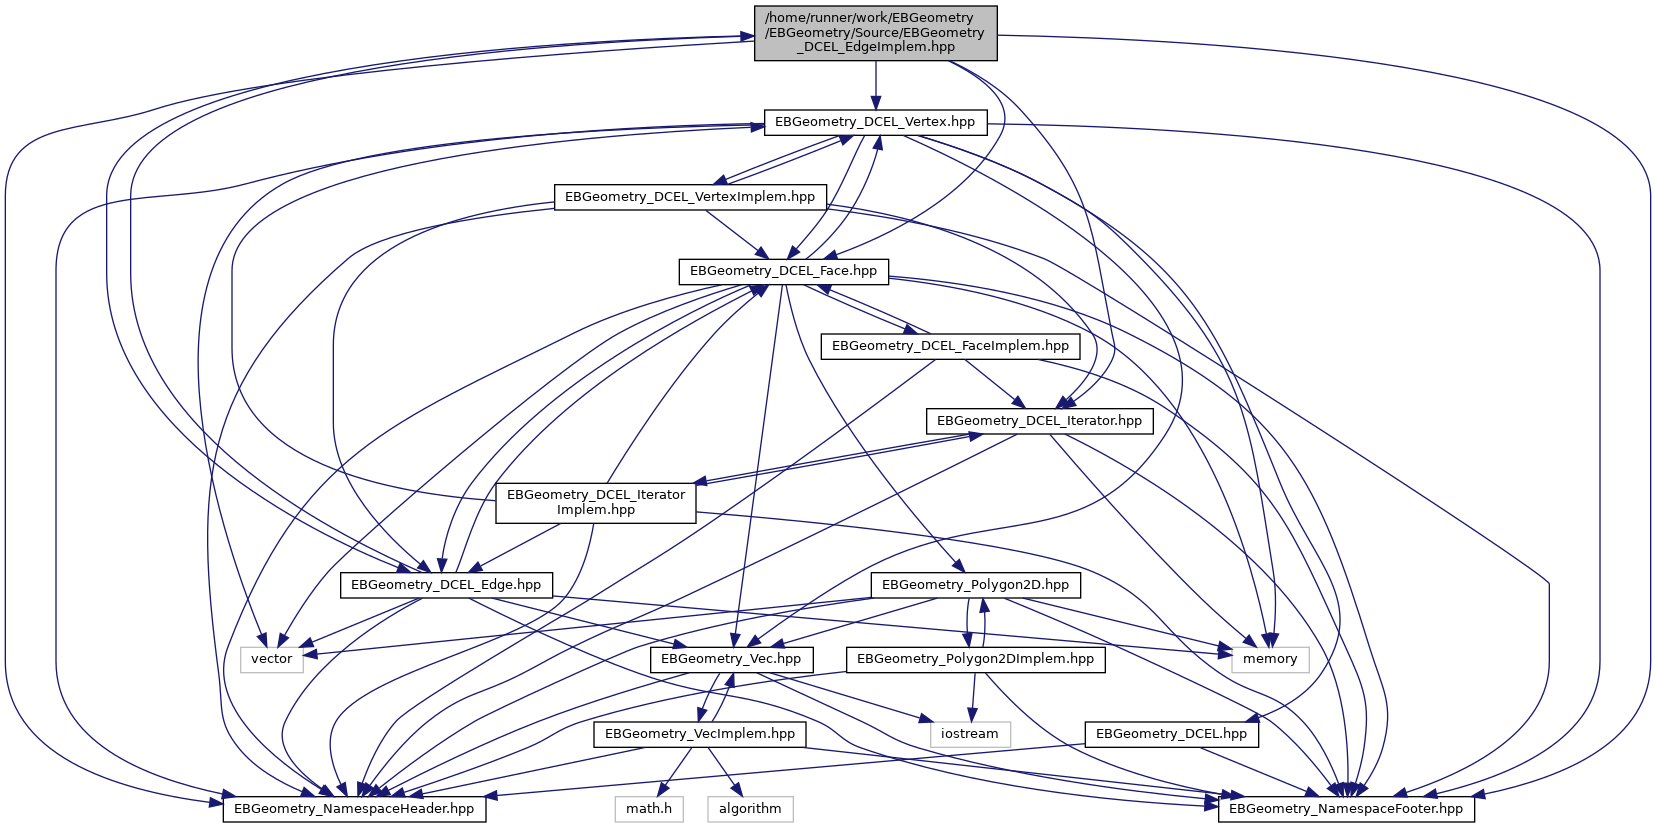 /home/runner/work/EBGeometry
/EBGeometry/Source/EBGeometry
_DCEL_EdgeImplem.hpp
EBGeometry_DCEL_Vertex.hpp
EBGeometry_DCEL_VertexImplem.hpp
EBGeometry_DCEL_Face.hpp
EBGeometry_DCEL_FaceImplem.hpp
EBGeometry_DCEL_Iterator.hpp
EBGeometry_DCEL_Iterator
Implem.hpp
EBGeometry_DCEL_Edge.hpp
EBGeometry_Polygon2D.hpp
vector
EBGeometry_Vec.hpp
EBGeometry_Polygon2DImplem.hpp
memory
EBGeometry_VecImplem.hpp
iostream
EBGeometry_DCEL.hpp
EBGeometry_NamespaceHeader.hpp
math.h
algorithm
EBGeometry_NamespaceFooter.hpp